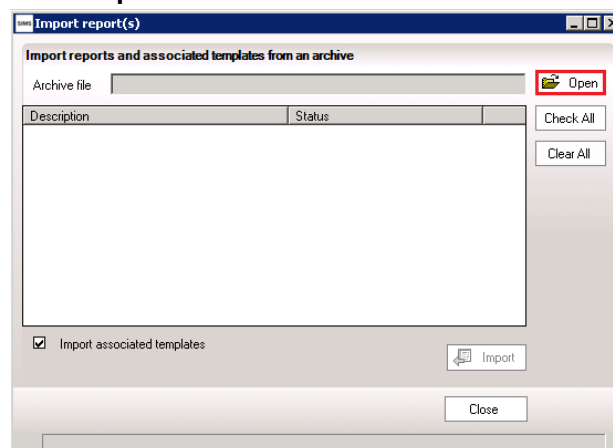 SIMS Import report(s)
Import reports and associated templates from an archive
Archive file
Open
Description Status
Check All
Clear All
Import associated templates
Import
Close